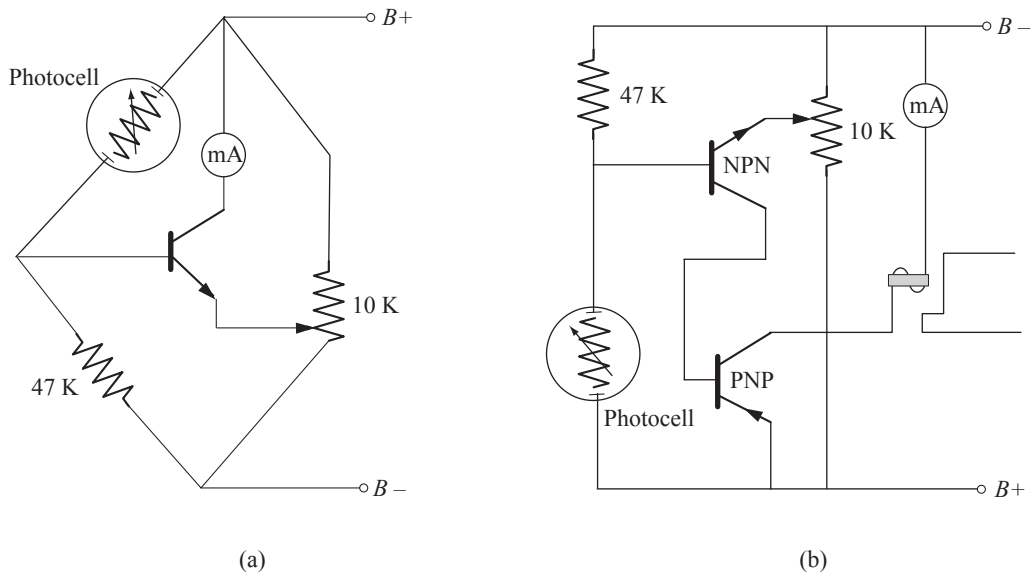 B+
Photocell
mA
10 K
47 K
B –
(a)
B –
47 K
mA
10 K
NPN
PNP
Photocell
B+
(b)